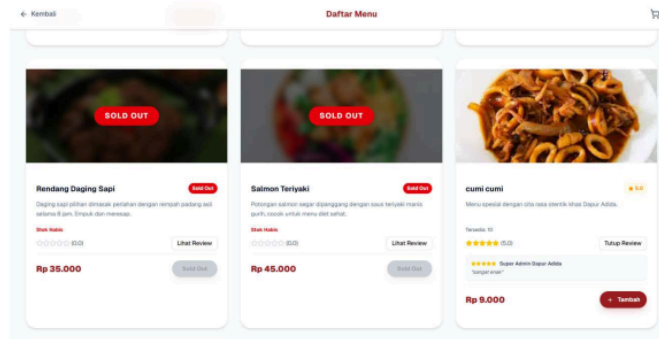 ← Kembali
Daftar Menu
SOLD OUT
Rendang Daging Sapi
Sold Out
Daging sapi pilihan dimasak perlahan dengan rempah padang asli
selama 8 jam. Empuk dan meresap.
Stok Habis
(0.0)
Lihat Review
Rp 35.000
Sold Out
SOLD OUT
Salmon Teriyaki
Sold Out
Potongan salmon segar dipanggang dengan saus teriyaki manis
gurih, cocok untuk menu diet sehat.
Stok Habis
(0.0)
Lihat Review
Rp 45.000
Sold Out
cumi cumi
★ 5.0
Menu spesial dengan cita rasa otentik khas Dapur Adida.
Tersedia: 10
(5.0)
Tutup Review
Super Admin Dapur Adida
"sangat enak"
Rp 9.000
+ Tambah